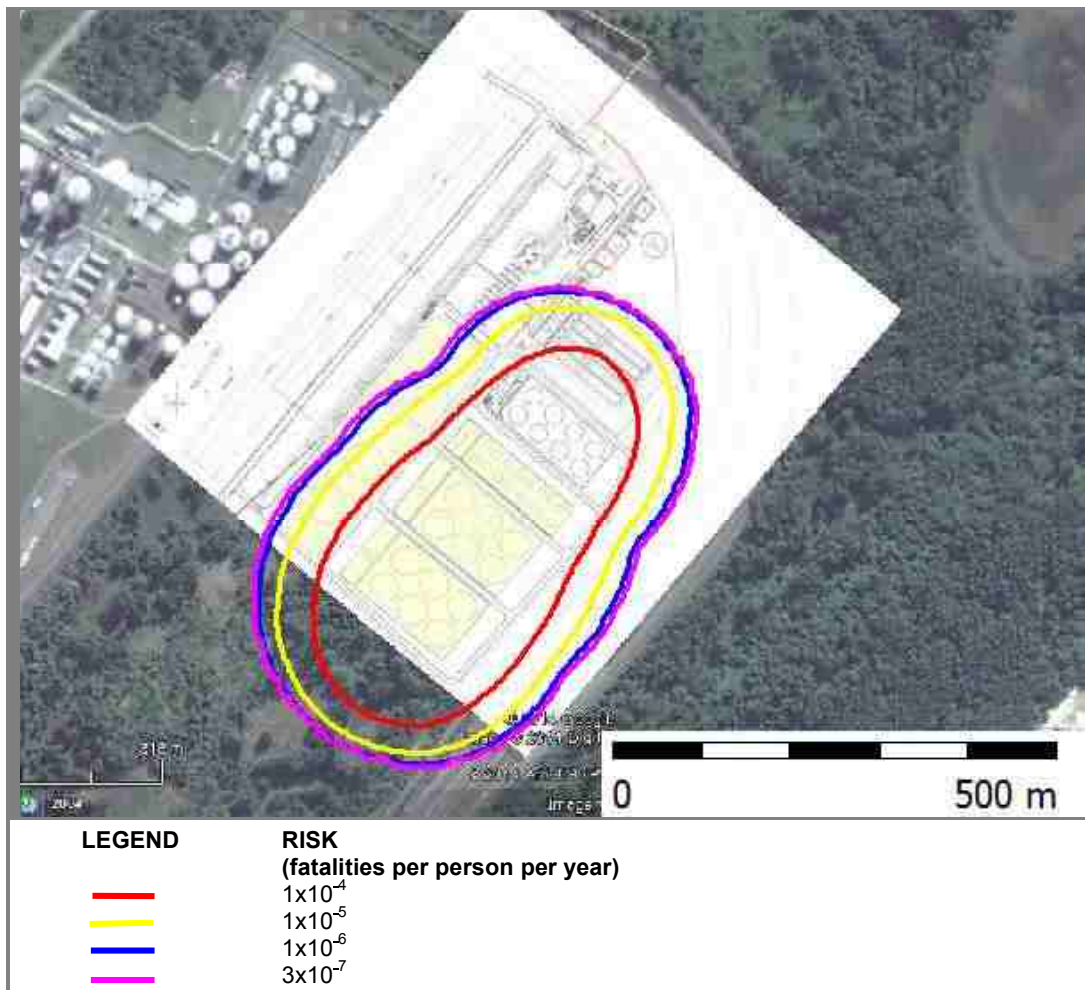 0 500 m
LEGEND RISK
(fatalities per person per year)
1x10⁻⁴
1x10⁻⁵
1x10⁻⁶
3x10⁻⁷